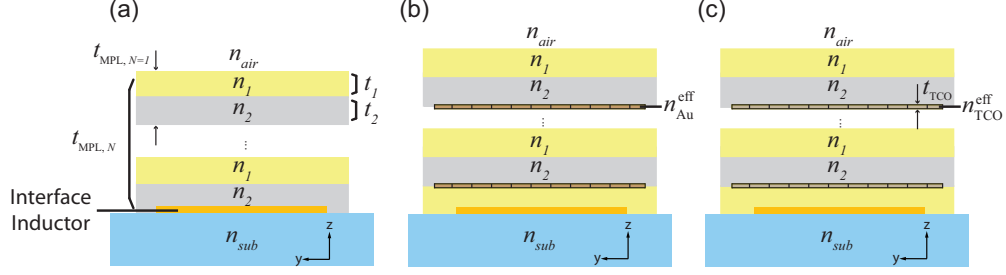 (a)
n_air
t_MPL, N=1
n_1
t_1
n_2
t_2
t_MPL, N
...
n_1
n_2
Interface
Inductor
n_sub
z
y
(b)
n_air
n_1
n_2
n_Au^eff
...
n_1
n_2
n_sub
z
y
(c)
n_air
n_1
n_2
t_TCO
n_TCO^eff
...
n_1
n_2
n_sub
z
y